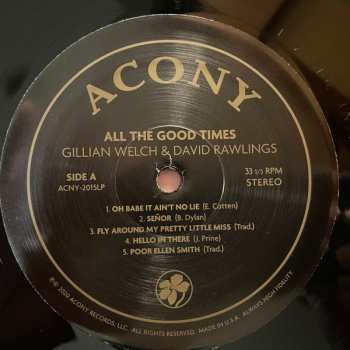 ACONY
ALL THE GOOD TIMES
GILLIAN WELCH & DAVID RAWLINGS
SIDE A
ACNY-2015LP
33 1/3 RPM
STEREO
1. OH BABE IT AIN'T NO LIE (E. Cotten)
2. SEÑOR (B. Dylan)
3. FLY AROUND MY PRETTY LITTLE MISS (Trad.)
4. HELLO IN THERE (J. Prine)
5. POOR ELLEN SMITH (Trad.)
℗© 2020 ACONY RECORDS, LLC. ALL RIGHTS RESERVED. MADE IN U.S.A. ALWAYS HIGH FIDELITY.